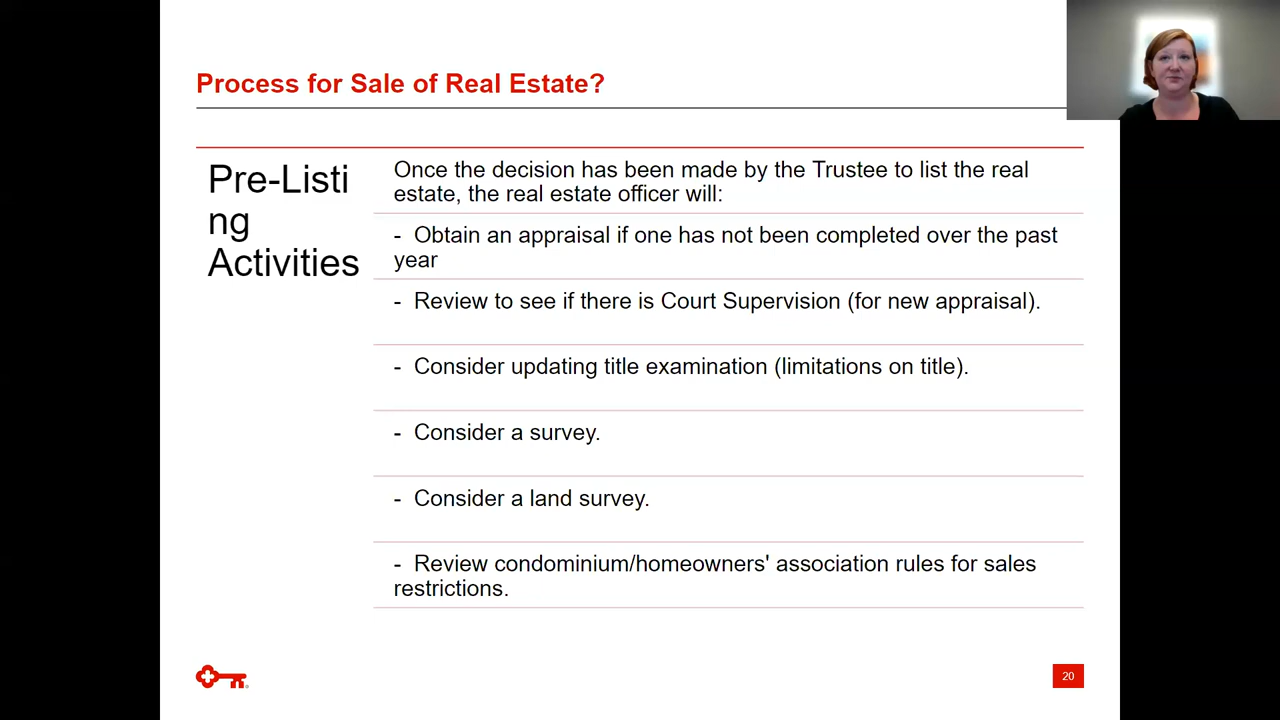 Process for Sale of Real Estate?
Pre-Listi
ng
Activities
Once the decision has been made by the Trustee to list the real
estate, the real estate officer will:
- Obtain an appraisal if one has not been completed over the past
year
- Review to see if there is Court Supervision (for new appraisal).
- Consider updating title examination (limitations on title).
- Consider a survey.
- Consider a land survey.
- Review condominium/homeowners' association rules for sales
restrictions.
20